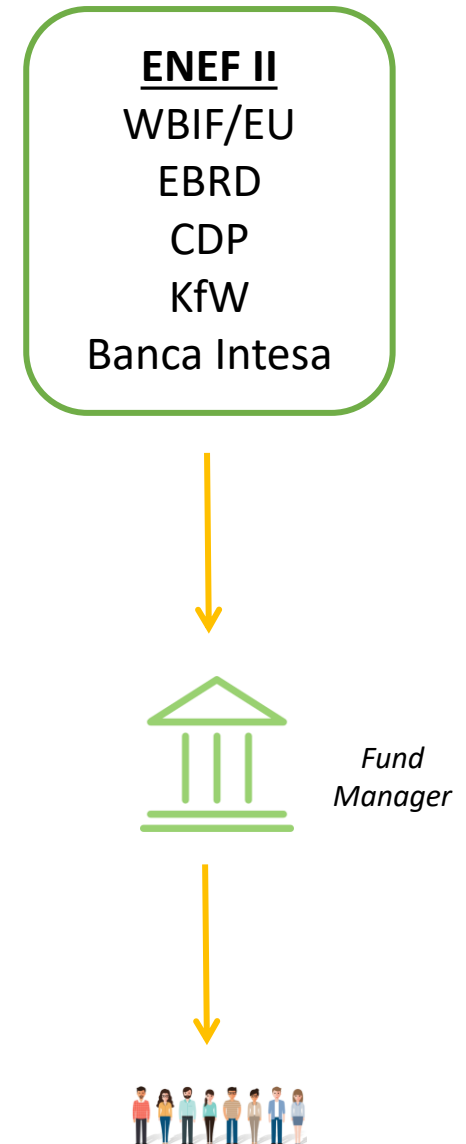 ENEF II
WBIF/EU
EBRD
CDP
KfW
Banca Intesa
Fund
Manager